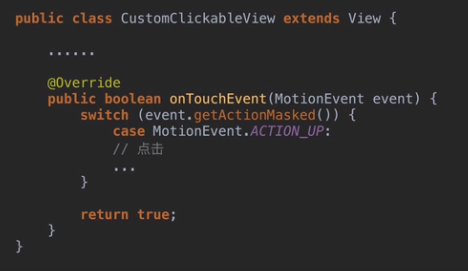 public class CustomClickableView extends View {
......
@Override
public boolean onTouchEvent(MotionEvent event) {
switch (event.getActionMasked()) {
case MotionEvent.ACTION_UP:
// 点击
...
}
return true;
}
}